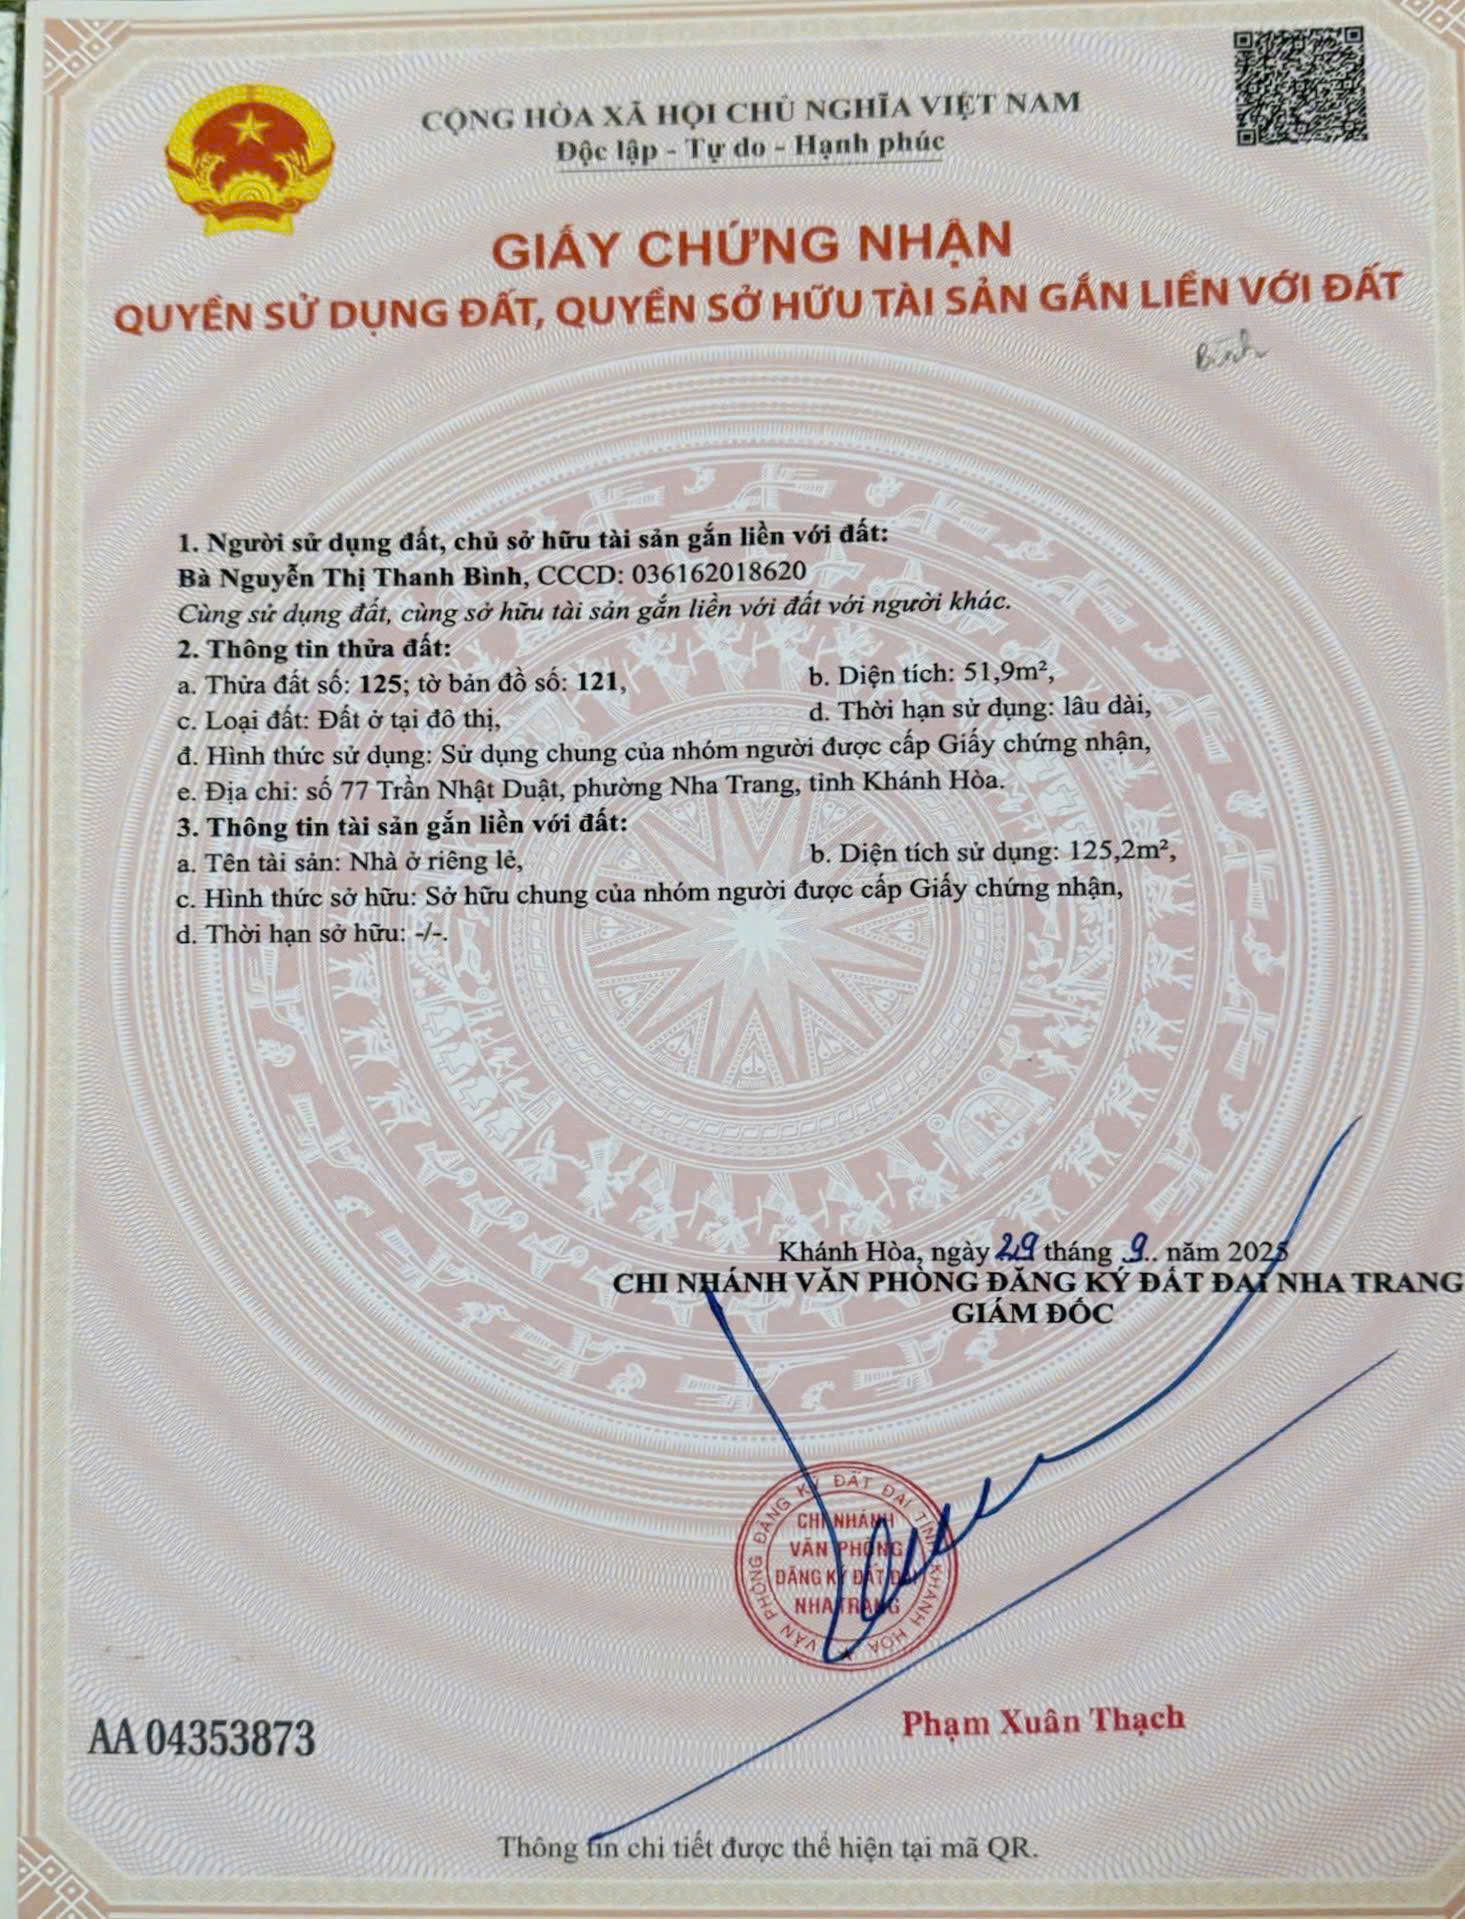 CỘNG HÒA XÃ HỘI CHỦ NGHĨA VIỆT NAM
Độc lập - Tự do - Hạnh phúc
GIẤY CHỨNG NHẬN
QUYỀN SỬ DỤNG ĐẤT, QUYỀN SỞ HỮU TÀI SẢN GẮN LIỀN VỚI ĐẤT
Bình
1. Người sử dụng đất, chủ sở hữu tài sản gắn liền với đất:
Bà Nguyễn Thị Thanh Bình, CCCD: 036162018620
Cùng sử dụng đất, cùng sở hữu tài sản gắn liền với đất với người khác.
2. Thông tin thửa đất:
a. Thửa đất số: 125; tờ bản đồ số: 121, b. Diện tích: 51,9m²,
c. Loại đất: Đất ở tại đô thị, d. Thời hạn sử dụng: lâu dài,
đ. Hình thức sử dụng: Sử dụng chung của nhóm người được cấp Giấy chứng nhận,
e. Địa chỉ: số 77 Trần Nhật Duật, phường Nha Trang, tỉnh Khánh Hòa.
3. Thông tin tài sản gắn liền với đất:
a. Tên tài sản: Nhà ở riêng lẻ, b. Diện tích sử dụng: 125,2m²,
c. Hình thức sở hữu: Sở hữu chung của nhóm người được cấp Giấy chứng nhận,
d. Thời hạn sở hữu: -/-.
Khánh Hòa, ngày 29 tháng 9.. năm 2025
CHI NHÁNH VĂN PHÒNG ĐĂNG KÝ ĐẤT ĐAI NHA TRANG
GIÁM ĐỐC
VĂN PHÒNG ĐĂNG KÝ ĐẤT ĐAI TỈNH KHÁNH HÒA
CHI NHÁNH
VĂN PHÒNG
ĐĂNG KÝ ĐẤT ĐAI
NHA TRANG
Phạm Xuân Thạch
AA 04353873
Thông tin chi tiết được thể hiện tại mã QR.